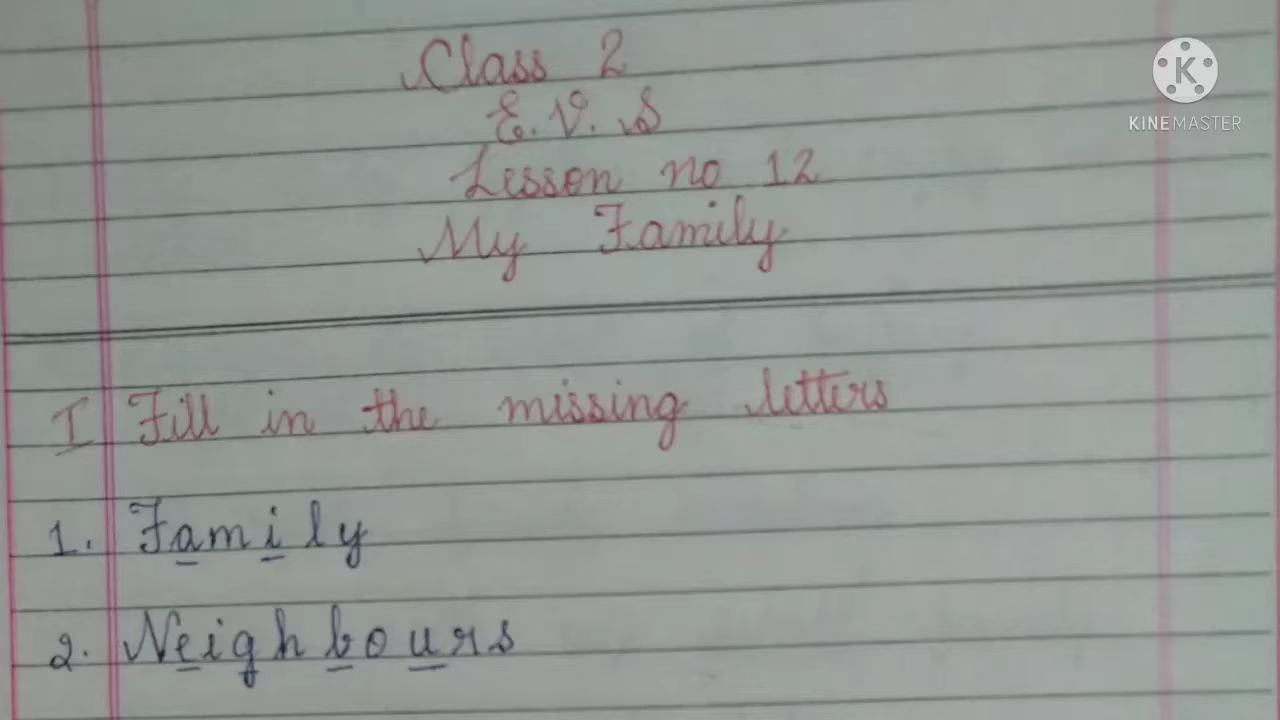 Class 2
E.V.S
Lesson no 12
My Family
I Fill in the missing letters
1. Family
2. Neighbours
K
KINEMASTER